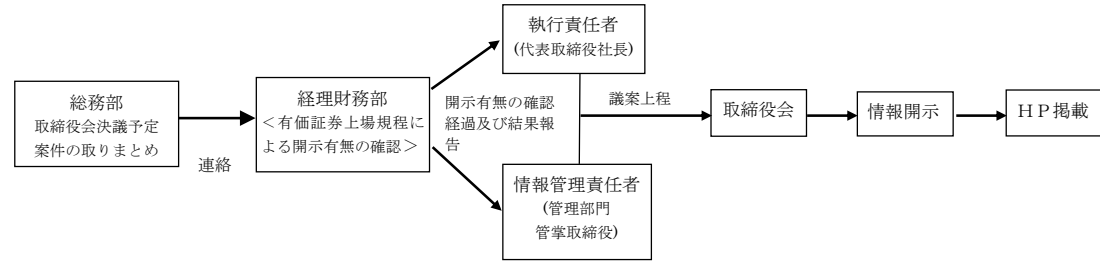 総務部
取締役会決議予定
案件の取りまとめ
連絡
経理財務部
＜有価証券上場規程に
よる開示有無の確認＞
執行責任者
(代表取締役社長)
開示有無の確認
経過及び結果報
告
情報管理責任者
(管理部門
管掌取締役)
議案上程
取締役会
情報開示
ＨＰ掲載